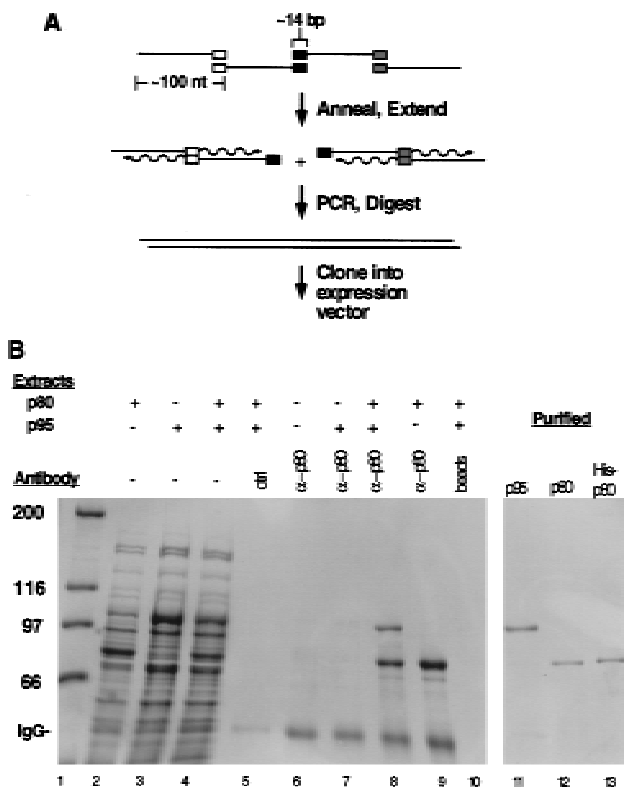 A
~14 bp
~100 nt
Anneal, Extend
+
PCR, Digest
Clone into
expression
vector
B
Extracts
p80 + - + + - - + + +
p95 - + + + - + + - +
Purified
Antibody - - - ctrl α-p80 α-p80 α-p80 α-p80 beads p95 p80 His-p80
200
116
97
66
IgG-
1 2 3 4 5 6 7 8 9 10 11 12 13